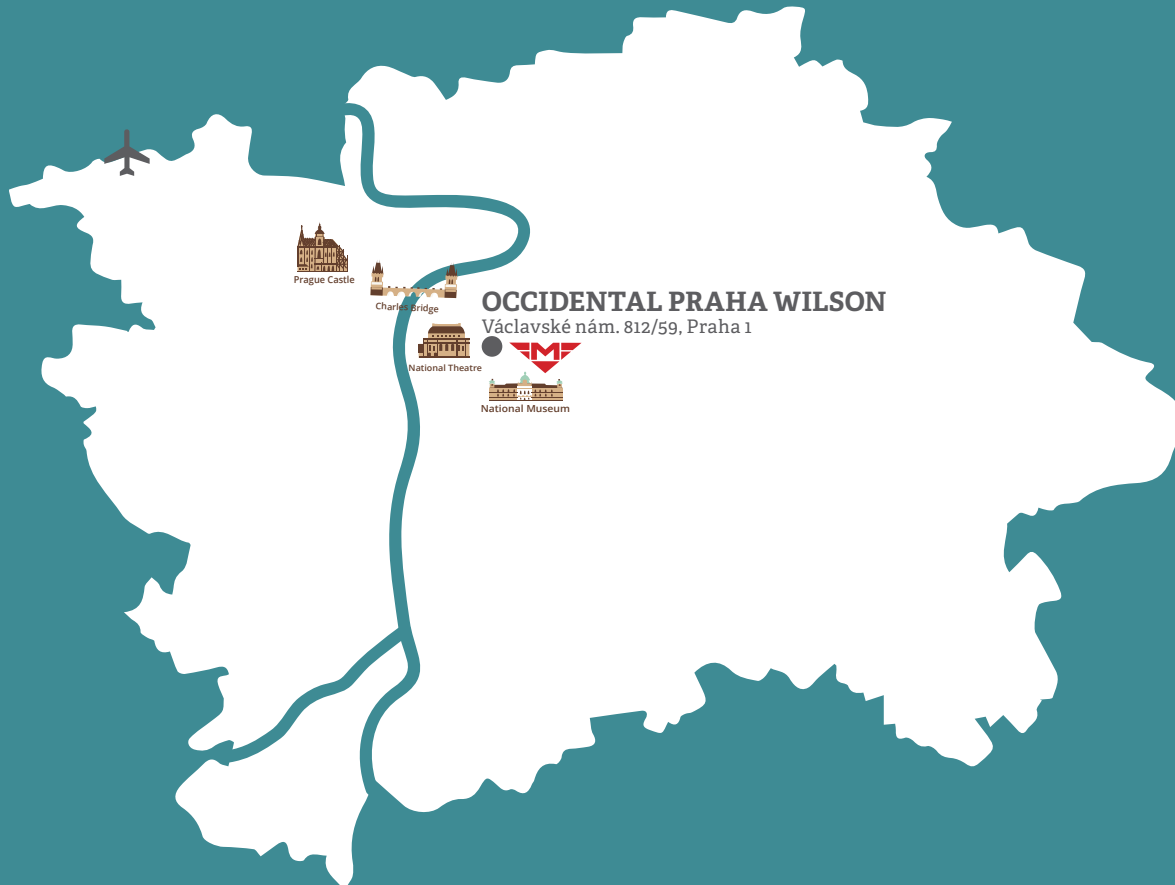 Prague Castle
Charles Bridge
OCCIDENTAL PRAHA WILSON
Václavské nám. 812/59, Praha 1
M
National Theatre
National Museum